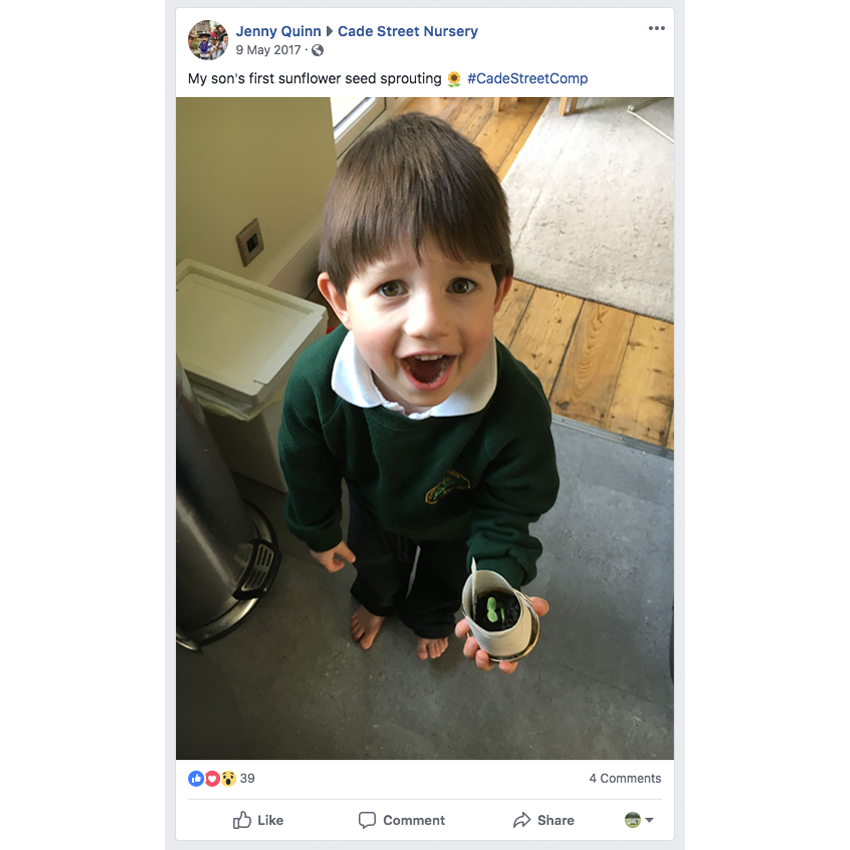 Jenny Quinn ▶ Cade Street Nursery
9 May 2017 ·
My son's first sunflower seed sprouting 🌻 #CadeStreetComp
39
4 Comments
Like
Comment
Share